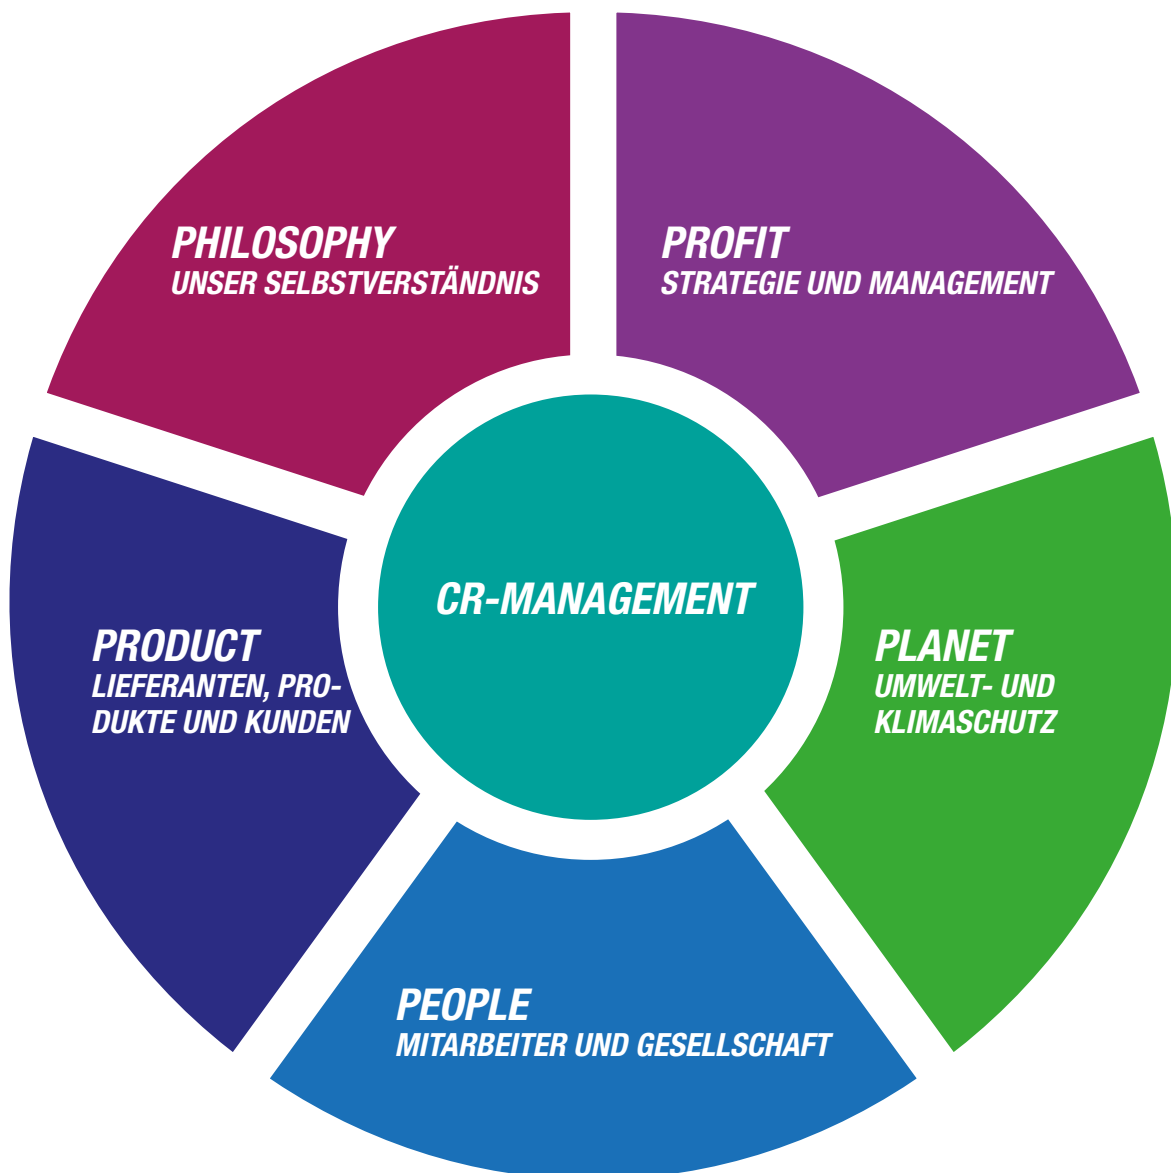 PHILOSOPHY
UNSER SELBSTVERSTÄNDNIS
PROFIT
STRATEGIE UND MANAGEMENT
CR-MANAGEMENT
PRODUCT
LIEFERANTEN, PRO-
DUKTE UND KUNDEN
PLANET
UMWELT- UND
KLIMASCHUTZ
PEOPLE
MITARBEITER UND GESELLSCHAFT